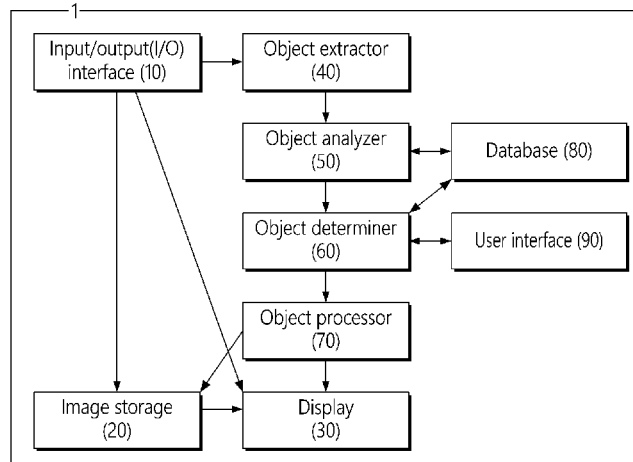 1
Input/output(I/O)
interface (10)
Object extractor
(40)
Object analyzer
(50)
Database (80)
Object determiner
(60)
User interface (90)
Object processor
(70)
Image storage
(20)
Display
(30)